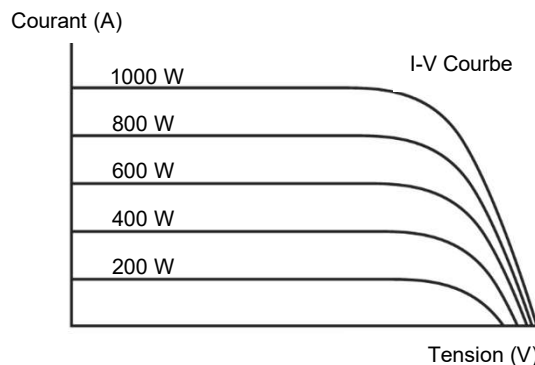 Courant (A)
I-V Courbe
1000 W
800 W
600 W
400 W
200 W
Tension (V)